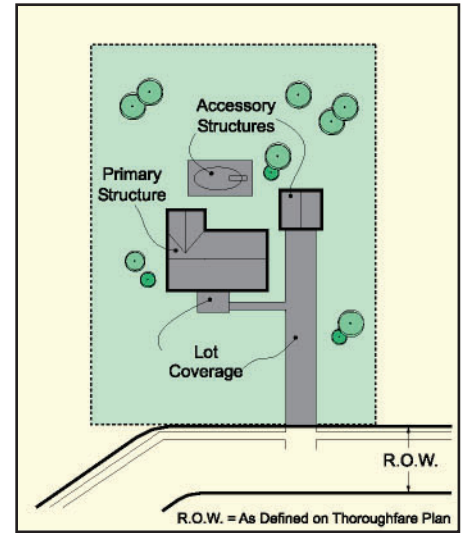 Accessory
Structures
Primary
Structure
Lot
Coverage
R.O.W.
R.O.W. = As Defined on Thoroughfare Plan